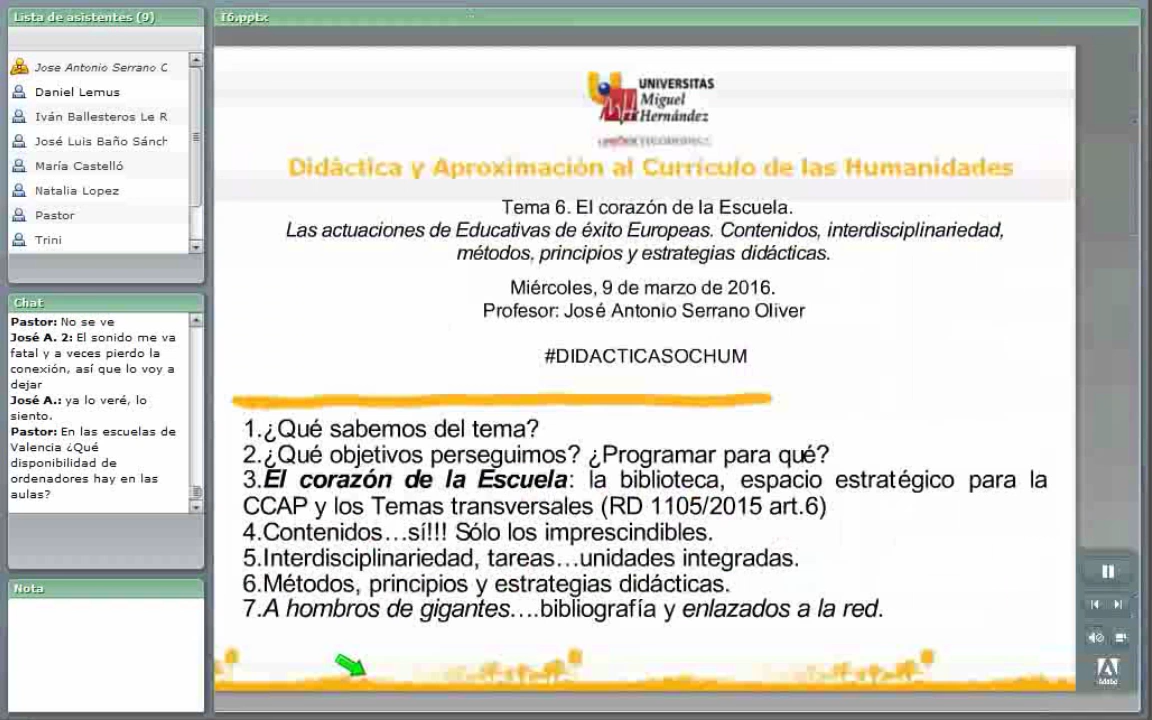 Lista de asistentes (9)
Jose Antonio Serrano C
Daniel Lemus
Iván Ballesteros Le R
José Luis Baño Sánch
María Castelló
Natalia Lopez
Pastor
Trini
Chat
Pastor: No se ve
José A. 2: El sonido me va
fatal y a veces pierdo la
conexión, así que lo voy a
dejar
José A.: ya lo veré, lo
siento.
Pastor: En las escuelas de
Valencia ¿Qué
disponibilidad de
ordenadores hay en las
aulas?
Nota
T6.pptx
UNIVERSITAS
Miguel
Hernández
Didáctica y Aproximación al Currículo de las Humanidades
Tema 6. El corazón de la Escuela.
Las actuaciones de Educativas de éxito Europeas. Contenidos, interdisciplinariedad,
métodos, principios y estrategias didácticas.
Miércoles, 9 de marzo de 2016.
Profesor: José Antonio Serrano Oliver
#DIDACTICASOCHUM
1.¿Qué sabemos del tema?
2.¿Qué objetivos perseguimos? ¿Programar para qué?
3.El corazón de la Escuela: la biblioteca, espacio estratégico para la
CCAP y los Temas transversales (RD 1105/2015 art.6)
4.Contenidos…sí!!! Sólo los imprescindibles.
5.Interdisciplinariedad, tareas…unidades integradas.
6.Métodos, principios y estrategias didácticas.
7.A hombros de gigantes….bibliografía y enlazados a la red.
Adobe